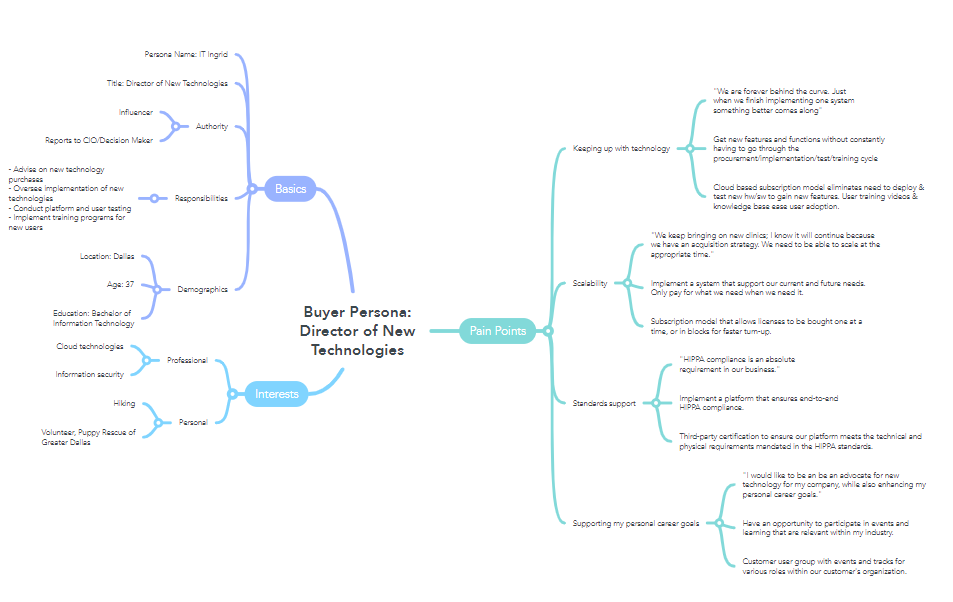 Buyer Persona:
Director of New
Technologies
Basics
Persona Name: IT Ingrid
Title: Director of New Technologies
Authority
Influencer
Reports to CIO/Decision Maker
Responsibilities
- Advise on new technology
purchases
- Oversee implementation of new
technologies
- Conduct platform and user testing
- Implement training programs for
new users
Demographics
Location: Dallas
Age: 37
Education: Bachelor of
Information Technology
Interests
Professional
Cloud technologies
Information security
Personal
Hiking
Volunteer, Puppy Rescue of
Greater Dallas
Pain Points
Keeping up with technology
"We are forever behind the curve. Just
when we finish implementing one system
something better comes along"
Get new features and functions without constantly
having to go through the
procurement/implementation/test/training cycle
Cloud based subscription model eliminates need to deploy &
test new hw/sw to gain new features. User training videos &
knowledge base ease user adoption.
Scalability
"We keep bringing on new clinics; I know it will continue because
we have an acquisition strategy. We need to be able to scale at the
appropriate time."
Implement a system that support our current and future needs.
Only pay for what we need when we need it.
Subscription model that allows licenses to be bought one at a
time, or in blocks for faster turn-up.
Standards support
"HIPPA compliance is an absolute
requirement in our business."
Implement a platform that ensures end-to-end
HIPPA compliance.
Third-party certification to ensure our platform meets the technical and
physical requirements mandated in the HIPPA standards.
Supporting my personal career goals
"I would like to be an be an advocate for new
technology for my company, while also enhancing my
personal career goals."
Have an opportunity to participate in events and
learning that are relevant within my industry.
Customer user group with events and tracks for
various roles within our customer's organization.